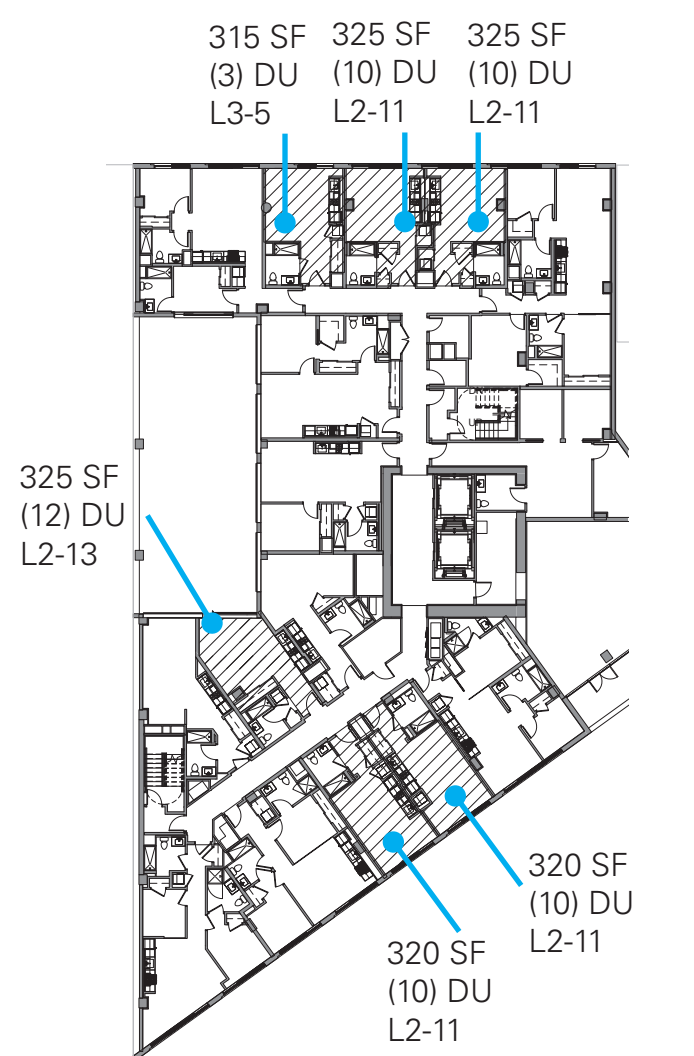 315 SF
(3) DU
L3-5
325 SF
(10) DU
L2-11
325 SF
(10) DU
L2-11
325 SF
(12) DU
L2-13
320 SF
(10) DU
L2-11
320 SF
(10) DU
L2-11